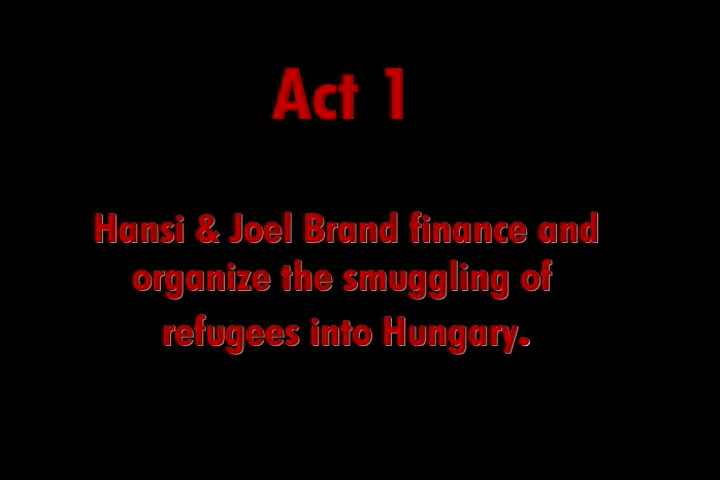 Act 1
Hansi & Joel Brand finance and
organize the smuggling of
refugees into Hungary.